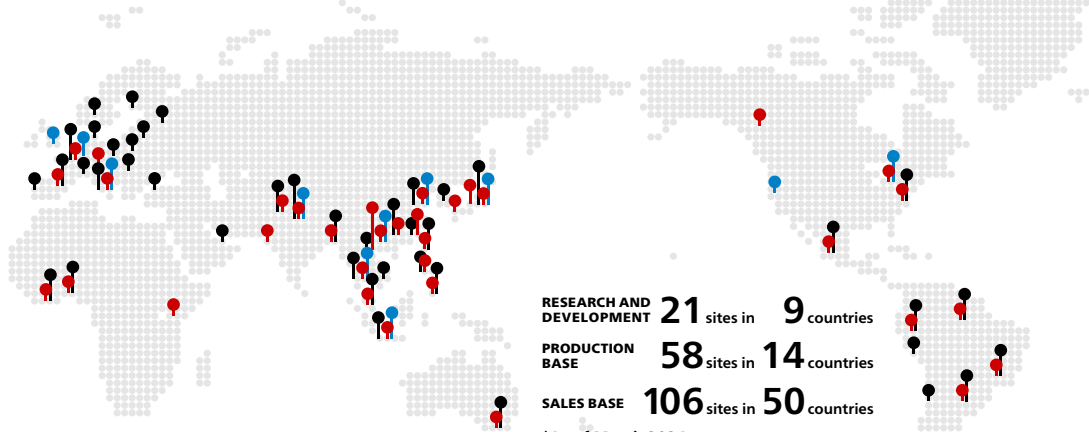 RESEARCH AND
DEVELOPMENT 21 sites in 9 countries
PRODUCTION
BASE 58 sites in 14 countries
SALES BASE 106 sites in 50 countries